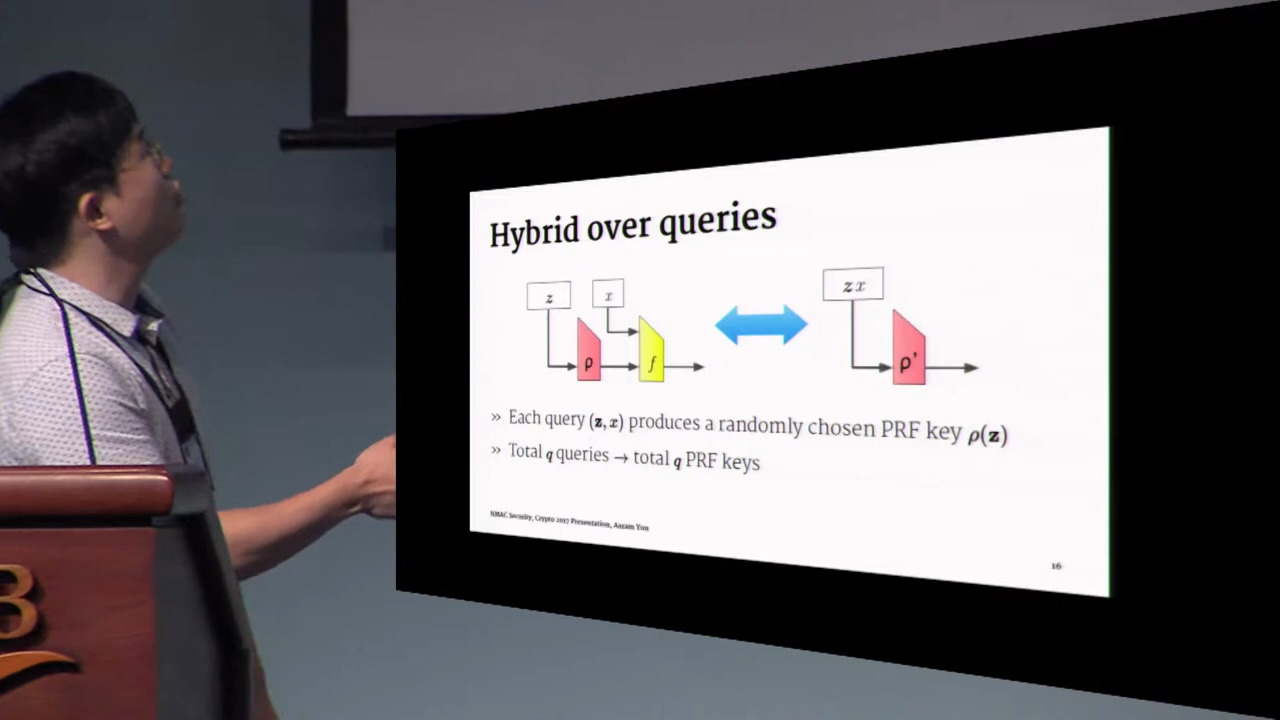 Hybrid over queries
z
x
ρ
f
z x
ρ'
» Each query (z, x) produces a randomly chosen PRF key ρ(z)
» Total q queries → total q PRF keys
NMAC Security, Crypto 2017 Presentation, Aaram Yun
16
B